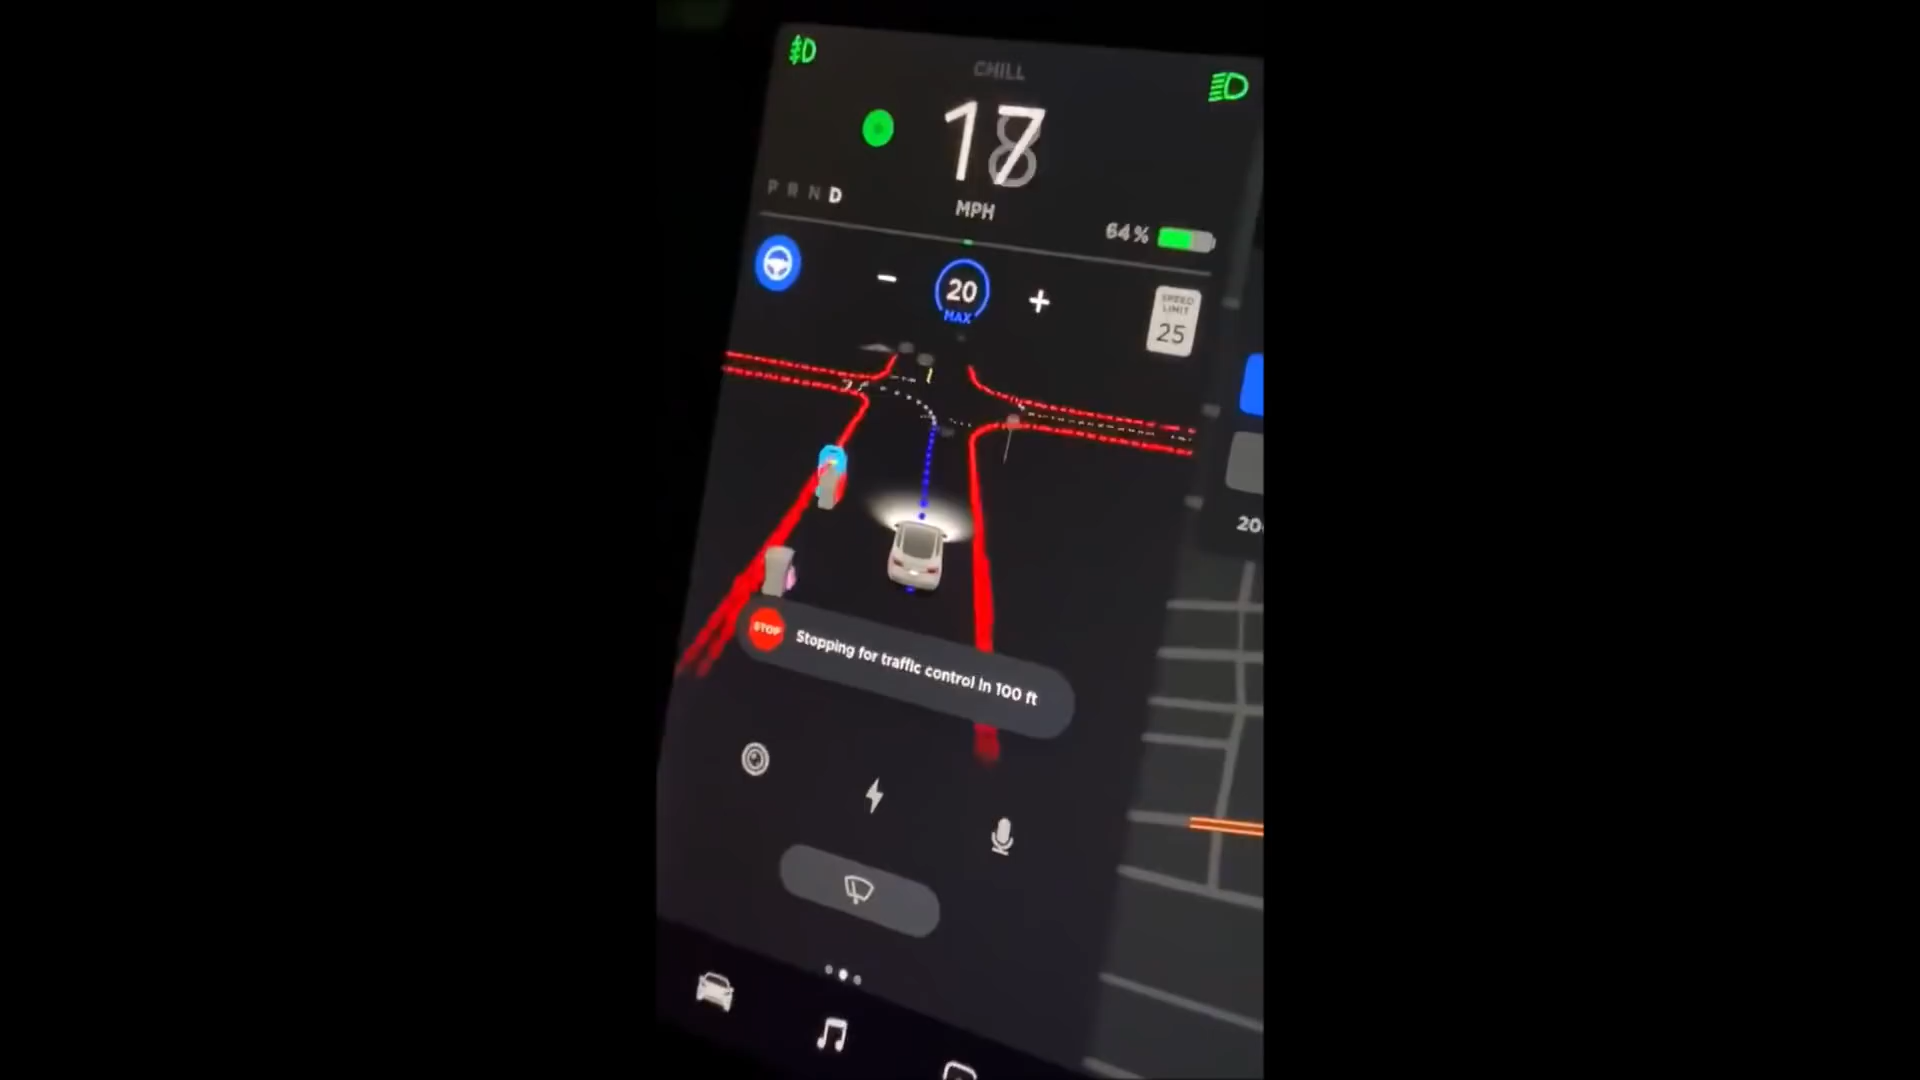 CHILL
17
MPH
P R N D
64%
20
MAX
SPEED
LIMIT
25
STOP
Stopping for traffic control in 100 ft